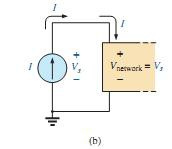 I
I
I
+
V_s
−
+
V_network = V_s
−
(b)